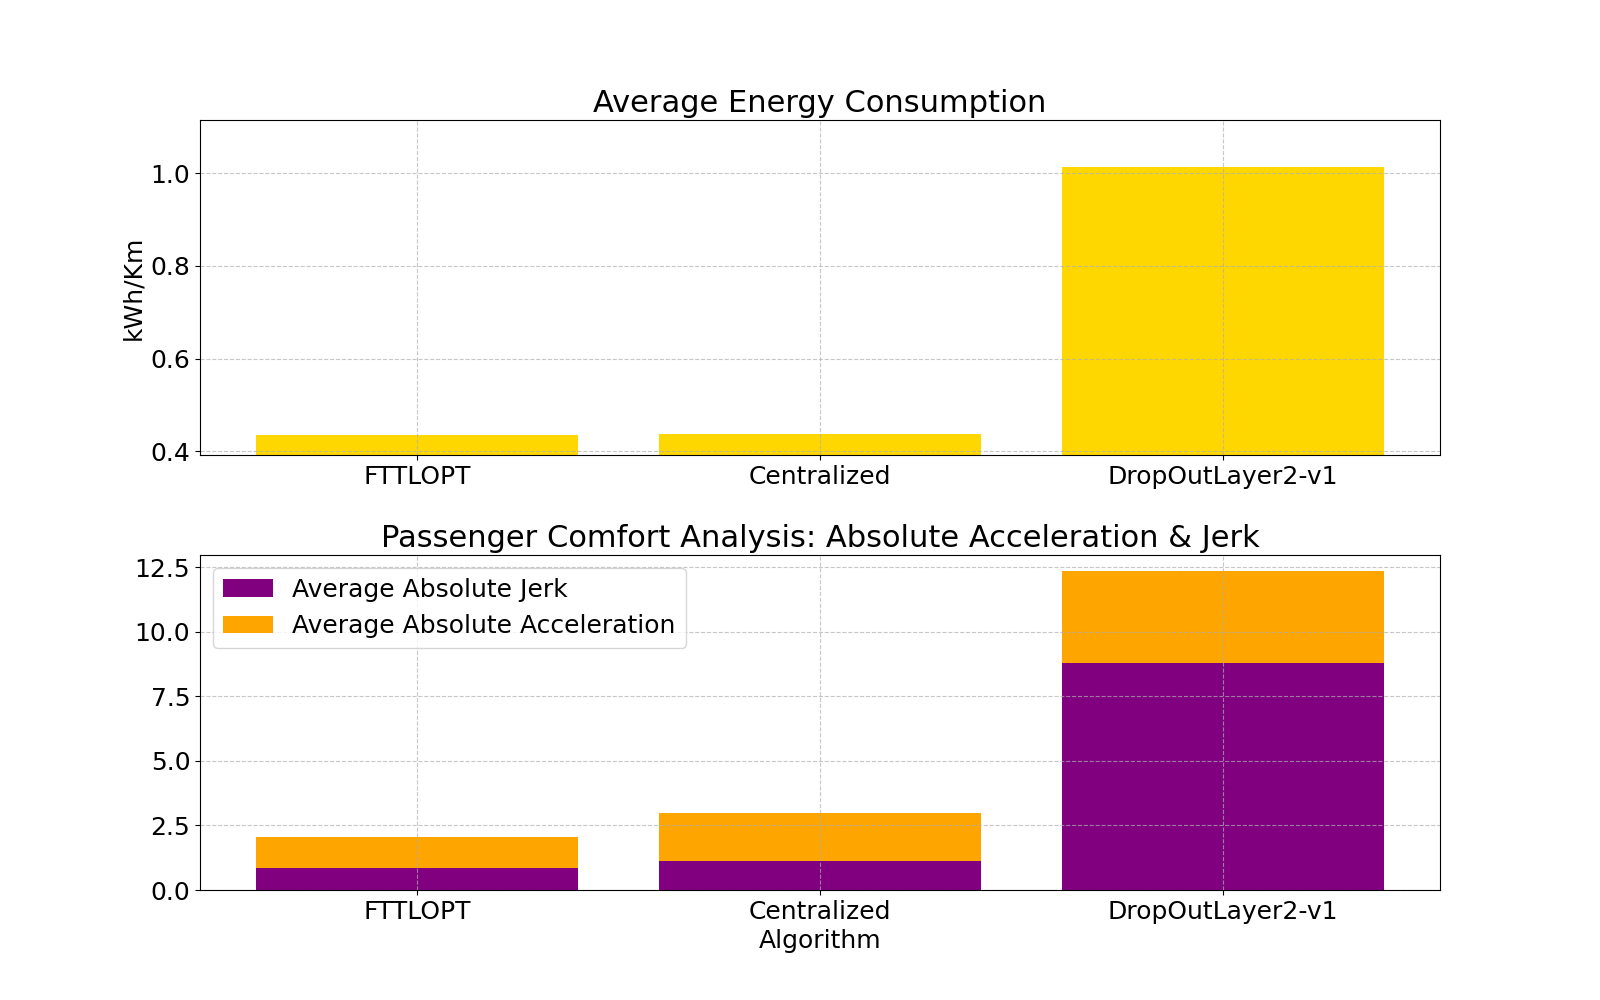 Average Energy Consumption
kWh/Km
1.0
0.8
0.6
0.4
FTTLOPT Centralized DropOutLayer2-v1
Passenger Comfort Analysis: Absolute Acceleration & Jerk
Average Absolute Jerk
Average Absolute Acceleration
12.5
10.0
7.5
5.0
2.5
0.0
FTTLOPT Centralized DropOutLayer2-v1
Algorithm